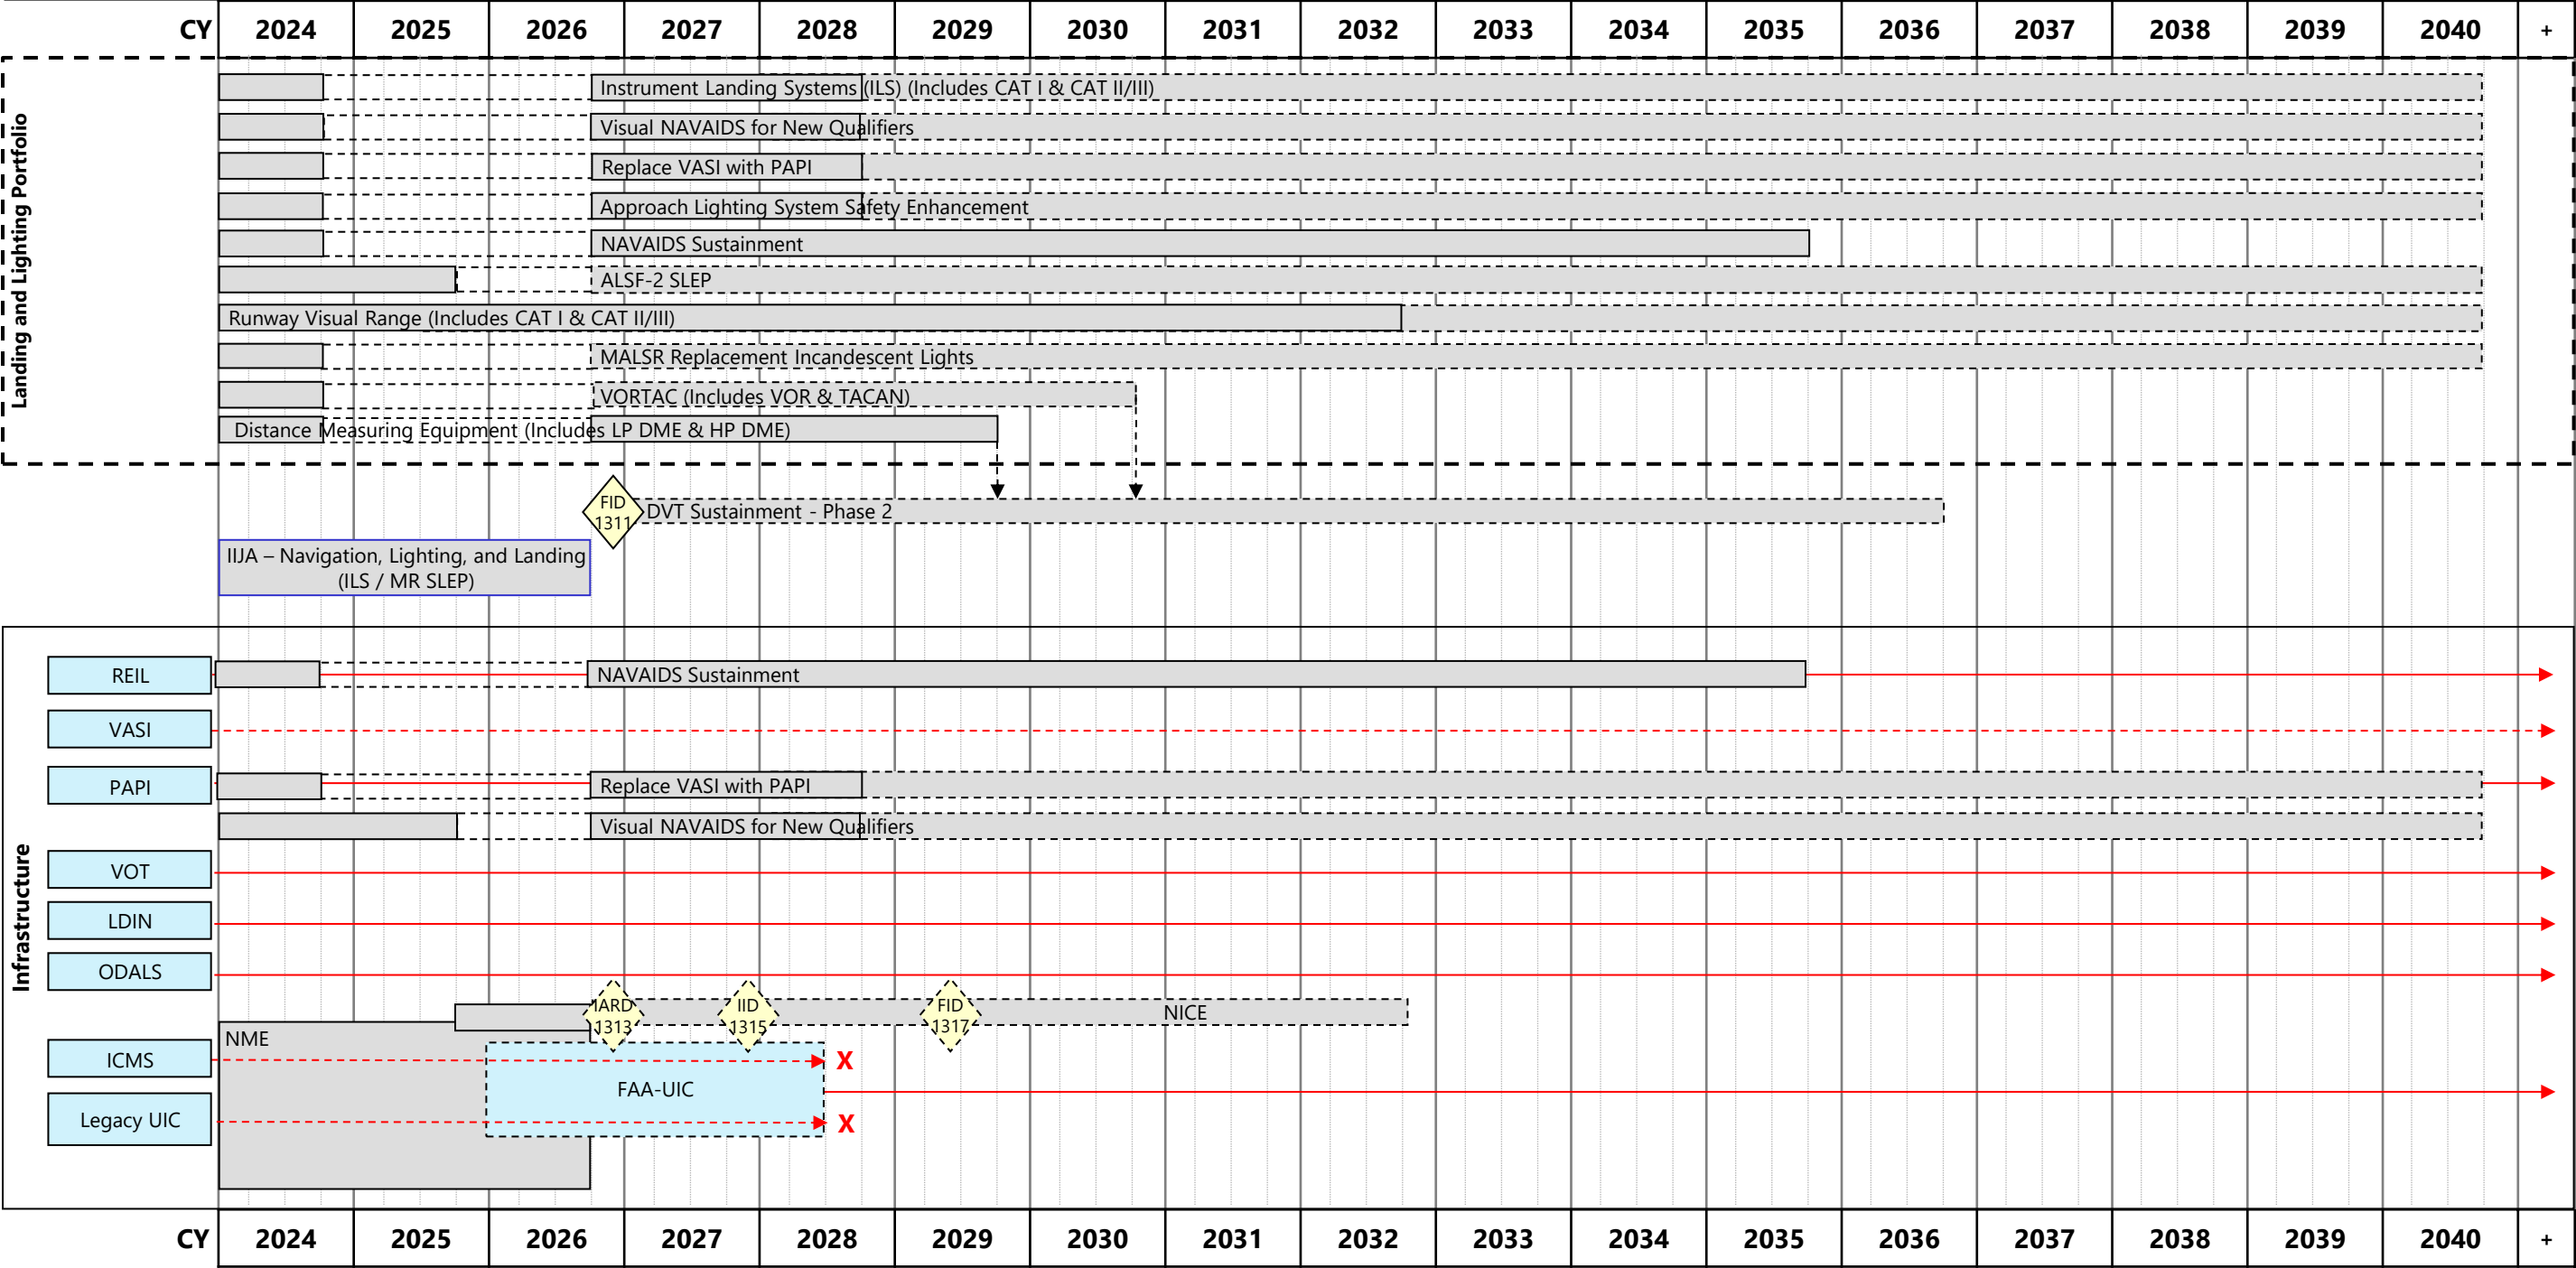 CY 2024 2025 2026 2027 2028 2029 2030 2031 2032 2033 2034 2035 2036 2037 2038 2039 2040 +
Landing and Lighting Portfolio
Instrument Landing Systems (ILS) (Includes CAT I & CAT II/III)
Visual NAVAIDS for New Qualifiers
Replace VASI with PAPI
Approach Lighting System Safety Enhancement
NAVAIDS Sustainment
ALSF-2 SLEP
Runway Visual Range (Includes CAT I & CAT II/III)
MALSR Replacement Incandescent Lights
VORTAC (Includes VOR & TACAN)
Distance Measuring Equipment (Includes LP DME & HP DME)
FID
1311
DVT Sustainment - Phase 2
IIJA – Navigation, Lighting, and Landing
(ILS / MR SLEP)
Infrastructure
REIL
NAVAIDS Sustainment
VASI
PAPI
Replace VASI with PAPI
Visual NAVAIDS for New Qualifiers
VOT
LDIN
ODALS
IARD
1313
IID
1315
FID
1317
NICE
NME
ICMS
X
FAA-UIC
Legacy UIC
X
CY 2024 2025 2026 2027 2028 2029 2030 2031 2032 2033 2034 2035 2036 2037 2038 2039 2040 +